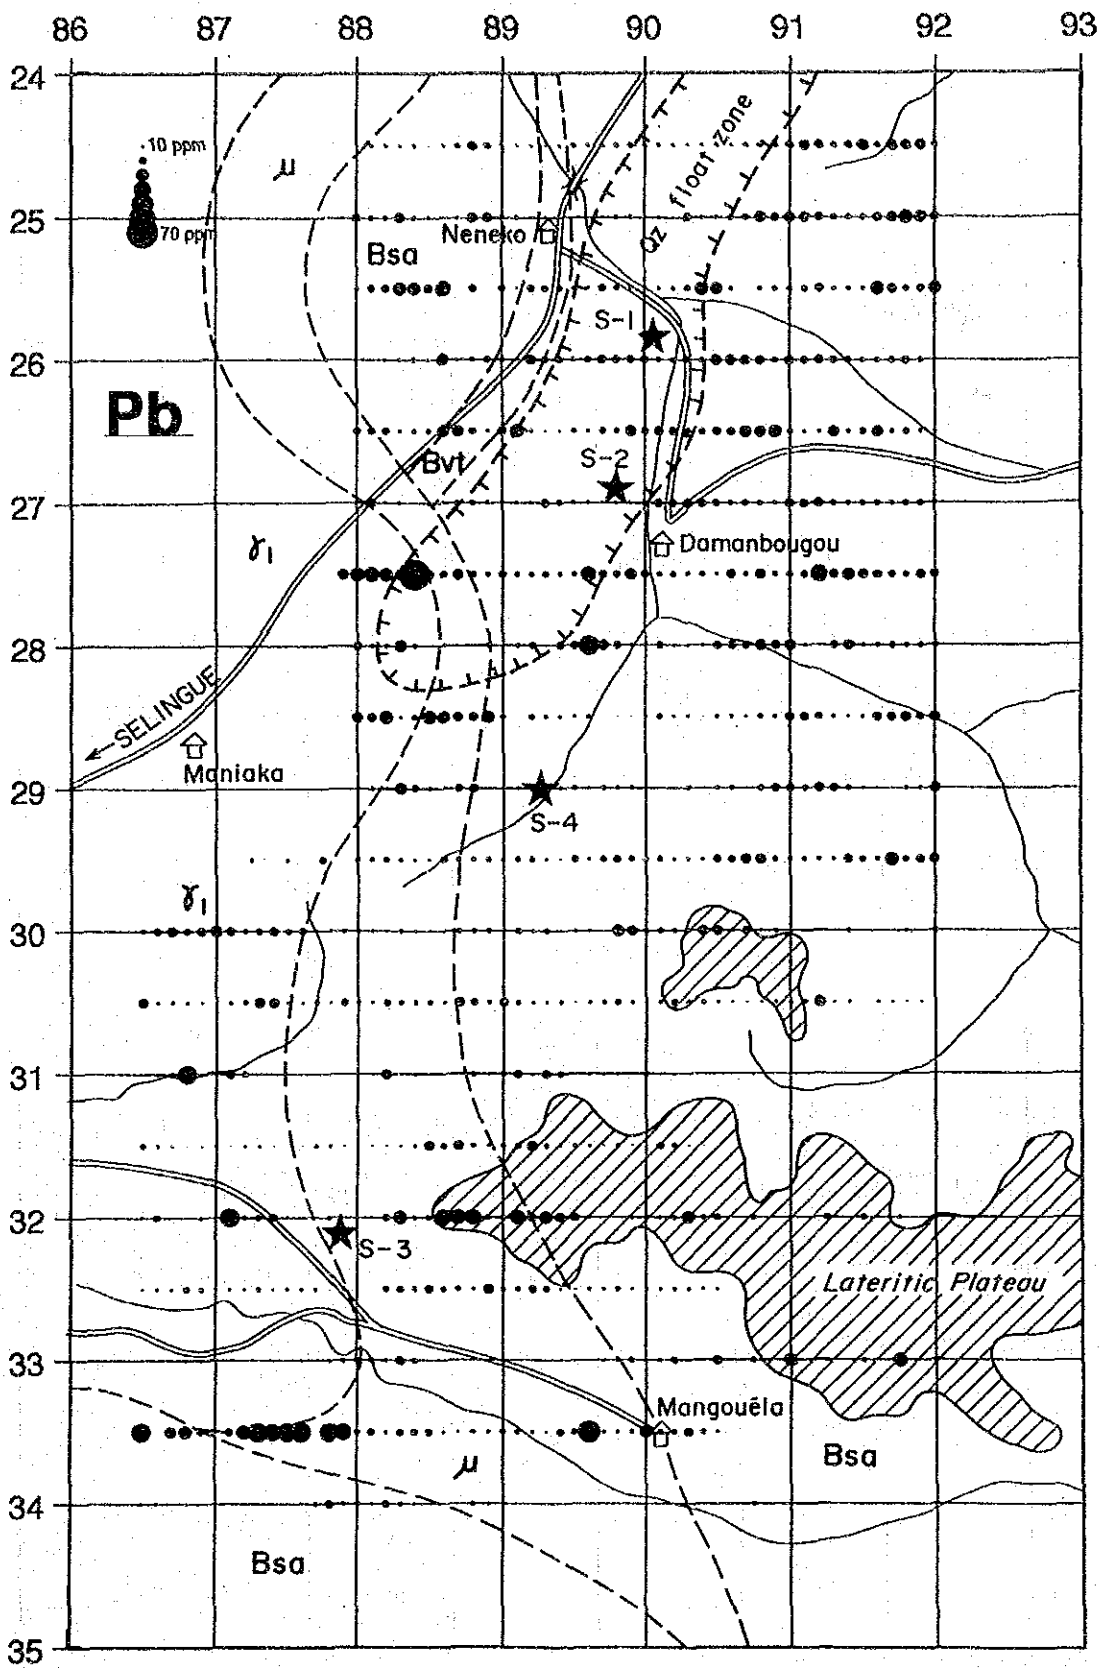 86 87 88 89 90 91 92 93
24
10 ppm
μ
Qz float zone
25
70 ppm
Neneko
Bsa
S-1
26
Pb
Bvt
S-2
27
γ1
Damanbougou
28
←SELINGUE
Maniaka
29
S-4
γ1
30
31
32
S-3
Lateritic Plateau
33
Mangouêla
μ
Bsa
34
Bsa
35